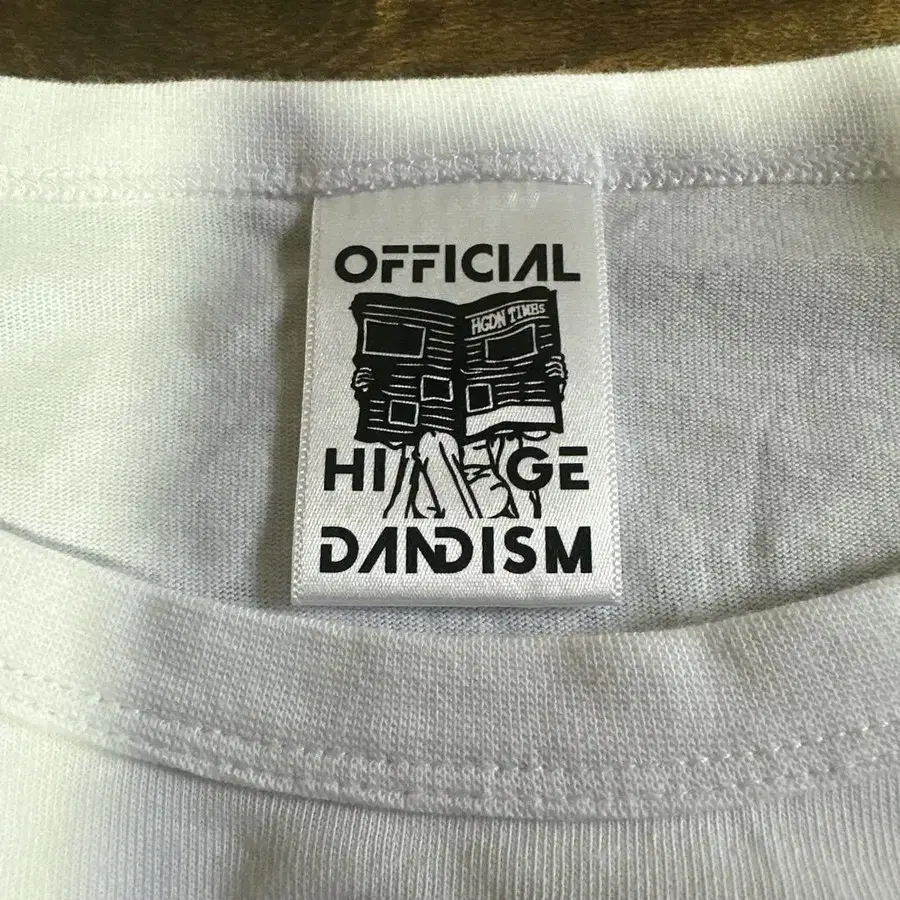 OFFICIAL
HGDN TIMES
HIGE
DANDISM